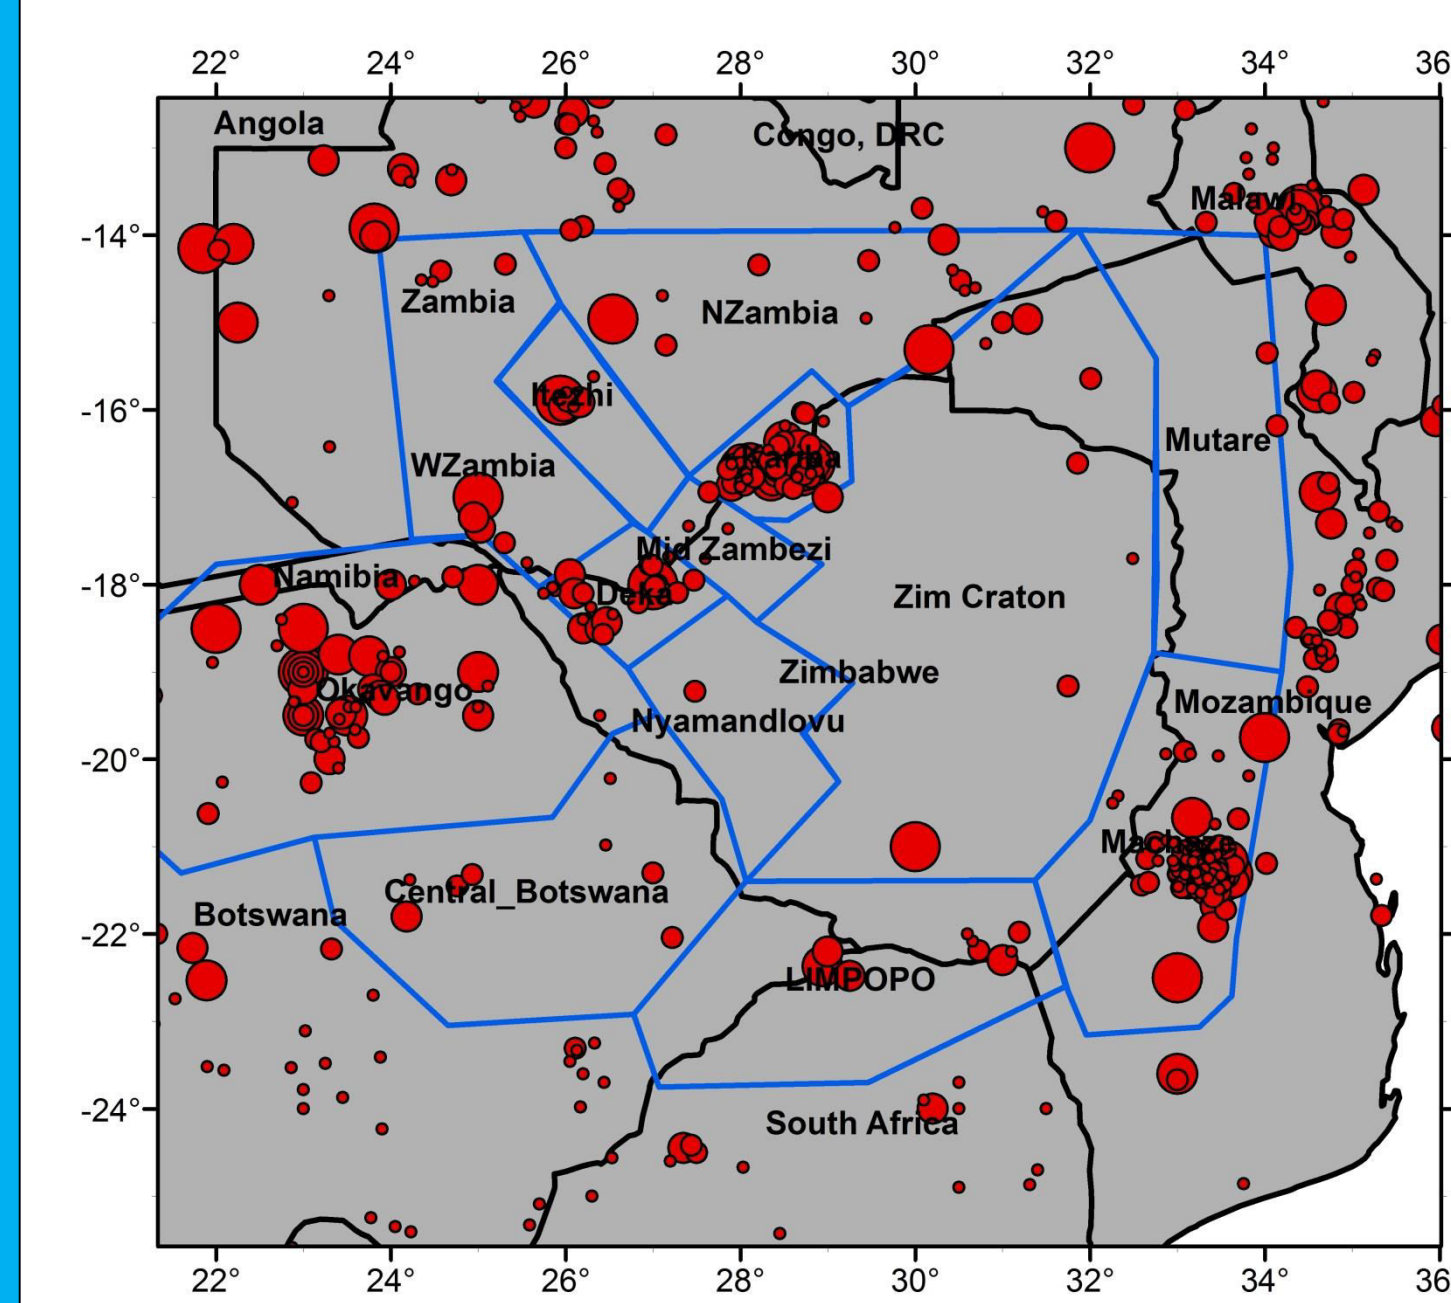 22° 24° 26° 28° 30° 32° 34° 36°
Angola
Congo, DRC
Malawi
-14°
Zambia
NZambia
Itezhi
-16°
Mutare
WZambia
Kariba
Mid Zambezi
Namibia
-18°
Deka
Zim Craton
Zimbabwe
Okavango
Mozambique
Nyamandlovu
-20°
Machaze
Central_Botswana
Botswana
-22°
LIMPOPO
-24°
South Africa
22° 24° 26° 28° 30° 32° 34° 36°